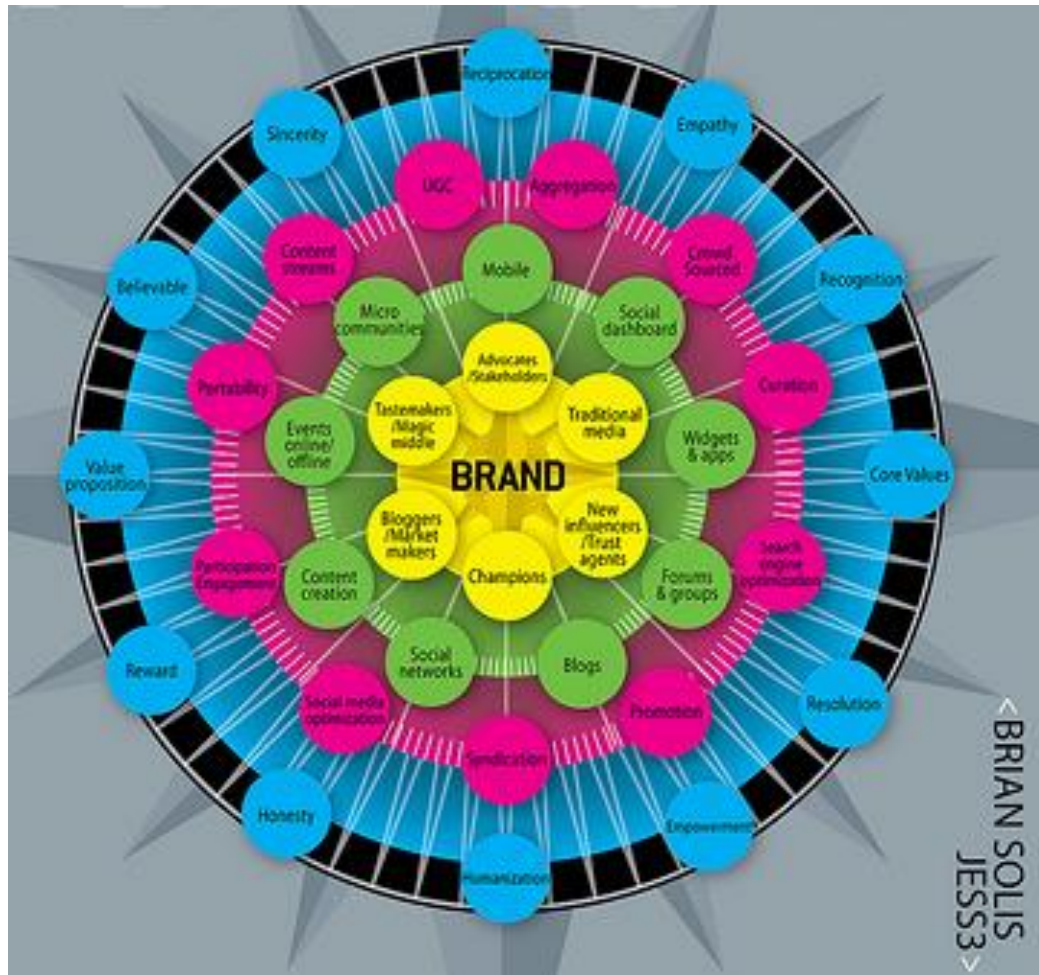 Reciprocation
Empathy
Recognition
Core Values
Resolution
Empowerment
Humanization
Honesty
Reward
Value
proposition
Believable
Sincerity
UGC
Aggregation
Crowd
Sourced
Curation
Search
engine
optimization
Promotion
Syndication
Social media
optimization
Participation
Engagement
Portability
Content
streams
Mobile
Social
dashboard
Widgets
& apps
Forums
& groups
Blogs
Social
networks
Content
creation
Events
online/
offline
Micro
communities
Advocates
/Stakeholders
Traditional
media
New
influencers
/Trust
agents
Champions
Bloggers
/Market
makers
Tastemakers
/Magic
middle
BRAND
<BRIAN SOLIS
JESS3>